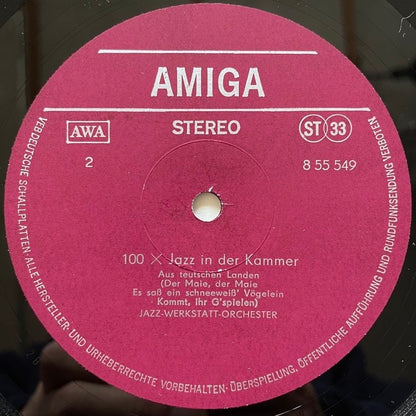 AMIGA
AWA
STEREO
ST 33
2
8 55 549
100 × Jazz in der Kammer
Aus teutschen Landen
(Der Maie, der Maie
Es saß ein schneeweiß' Vögelein
Kommt, Ihr G'spielen)
JAZZ-WERKSTATT-ORCHESTER
VEB DEUTSCHE SCHALLPLATTEN · ALLE HERSTELLER- UND URHEBERRECHTE VORBEHALTEN · ÜBERSPIELUNG, ÖFFENTLICHE AUFFÜHRUNG UND RUNDFUNKSENDUNG VERBOTEN